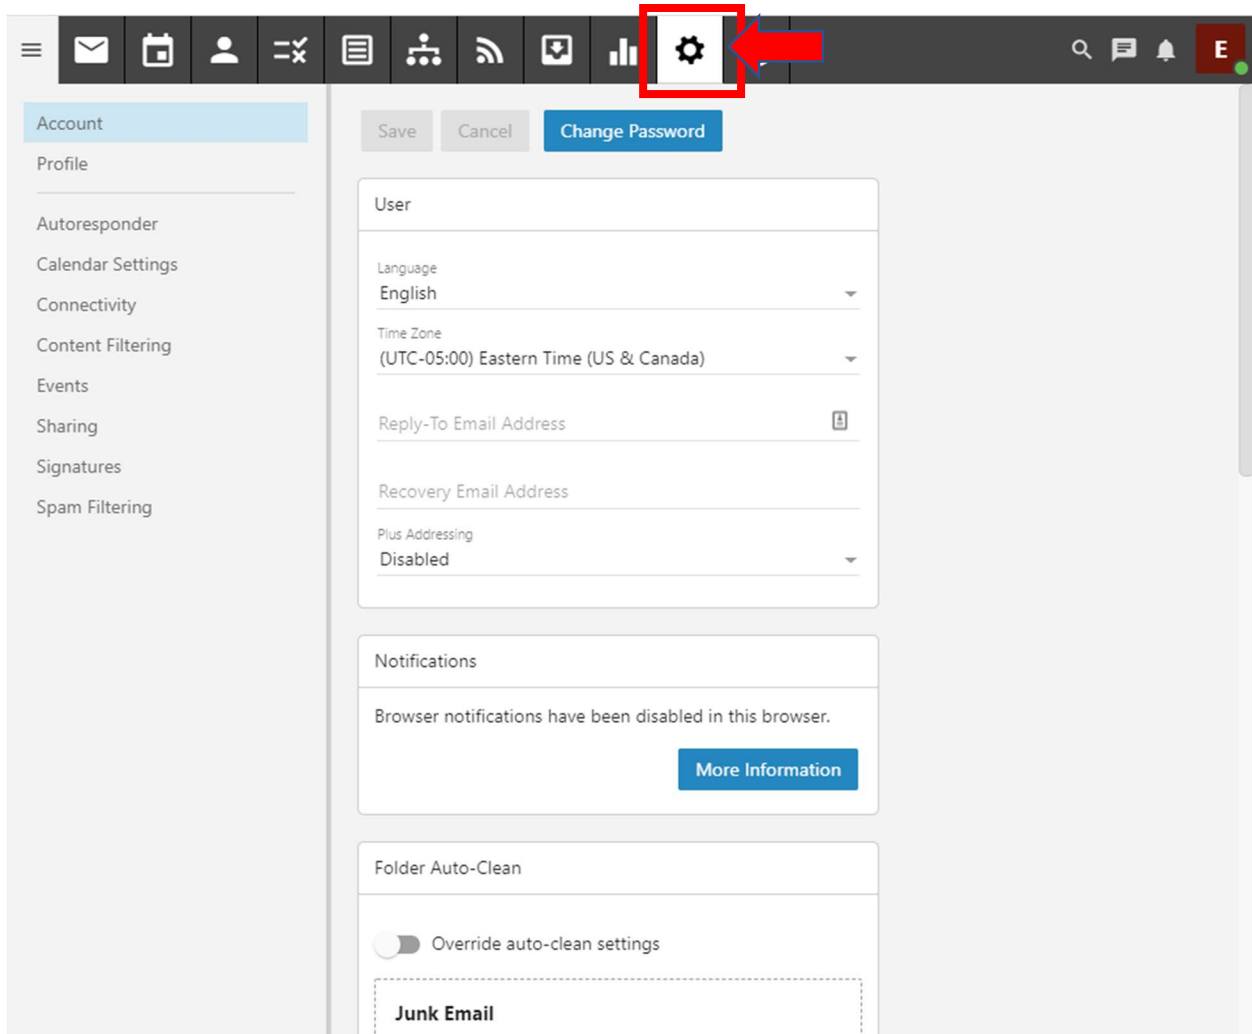 E
Account
Profile
Autoresponder
Calendar Settings
Connectivity
Content Filtering
Events
Sharing
Signatures
Spam Filtering
Save Cancel Change Password
User
Language
English
Time Zone
(UTC-05:00) Eastern Time (US & Canada)
Reply-To Email Address
Recovery Email Address
Plus Addressing
Disabled
Notifications
Browser notifications have been disabled in this browser.
More Information
Folder Auto-Clean
Override auto-clean settings
Junk Email